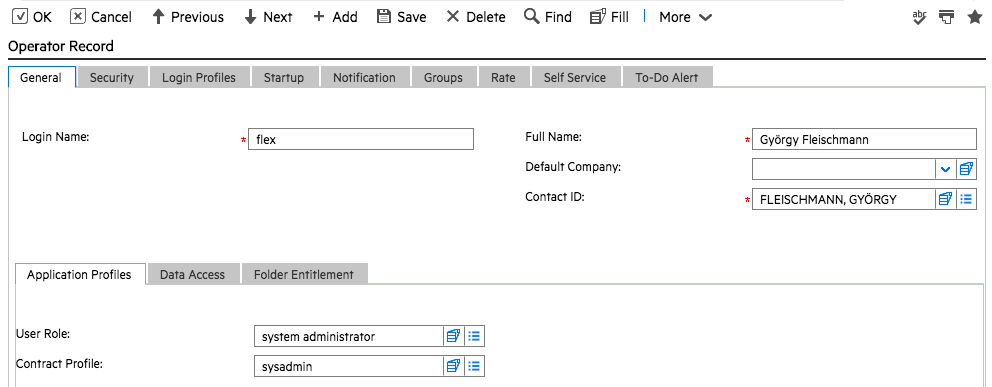 OK Cancel Previous Next Add Save Delete Find Fill More abc
Operator Record
General Security Login Profiles Startup Notification Groups Rate Self Service To-Do Alert
Login Name: * flex Full Name: * György Fleischmann
Default Company:
Contact ID: * FLEISCHMANN, GYÖRGY
Application Profiles Data Access Folder Entitlement
User Role: system administrator
Contract Profile: sysadmin